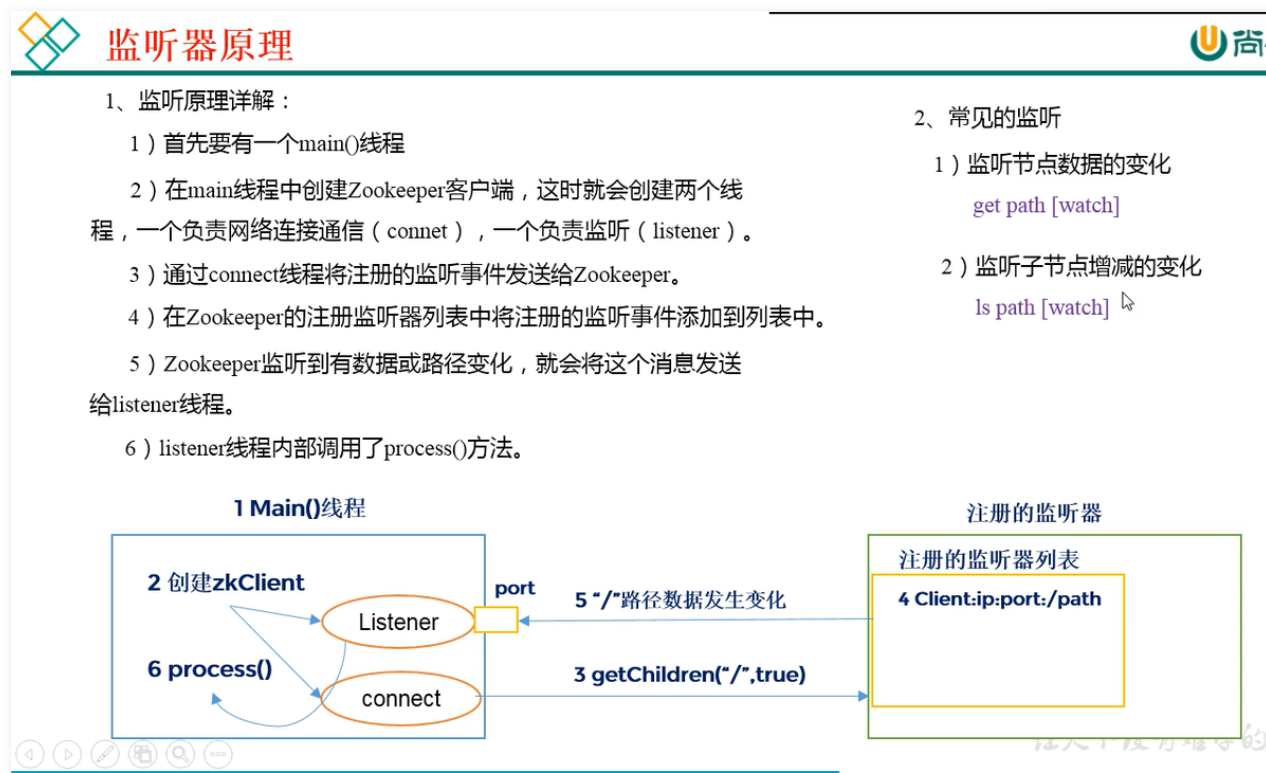 监听器原理
尚
1、监听原理详解：
1）首先要有一个main()线程
2）在main线程中创建Zookeeper客户端，这时就会创建两个线
程，一个负责网络连接通信（connet），一个负责监听（listener）。
3）通过connect线程将注册的监听事件发送给Zookeeper。
4）在Zookeeper的注册监听器列表中将注册的监听事件添加到列表中。
5）Zookeeper监听到有数据或路径变化，就会将这个消息发送
给listener线程。
6）listener线程内部调用了process()方法。
2、常见的监听
1）监听节点数据的变化
get path [watch]
2）监听子节点增减的变化
ls path [watch]
1 Main()线程
2 创建zkClient
Listener
port
6 process()
connect
5 “/”路径数据发生变化
3 getChildren(“/”,true)
注册的监听器
注册的监听器列表
4 Client:ip:port:/path